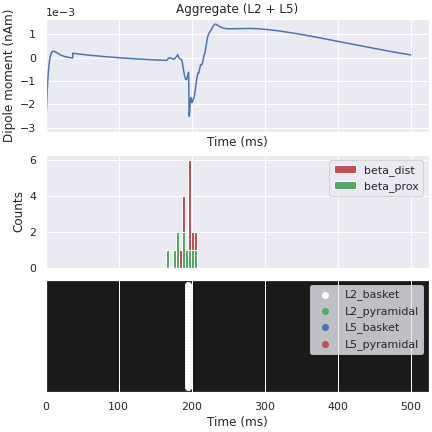 Aggregate (L2 + L5)
1e−3
Dipole moment (nAm)
1
0
−1
−2
−3
Time (ms)
Counts
6
4
2
0
beta_dist
beta_prox
L2_basket
L2_pyramidal
L5_basket
L5_pyramidal
0 100 200 300 400 500
Time (ms)